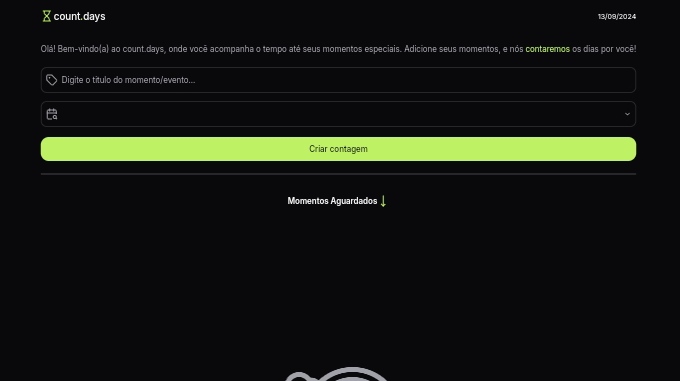 count.days
13/09/2024
Olá! Bem-vindo(a) ao count.days, onde você acompanha o tempo até seus momentos especiais. Adicione seus momentos, e nós contaremos os dias por você!
Digite o título do momento/evento...
Criar contagem
Momentos Aguardados